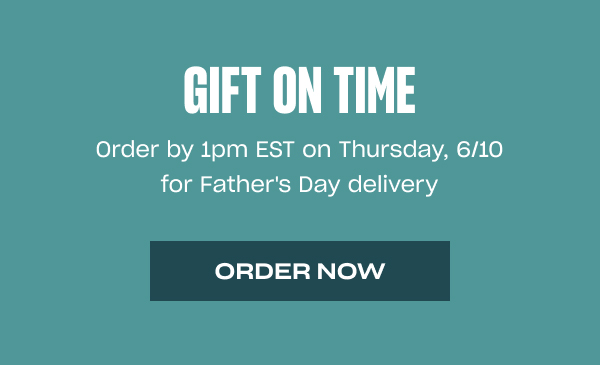 GIFT ON TIME
Order by 1pm EST on Thursday, 6/10
for Father's Day delivery
ORDER NOW